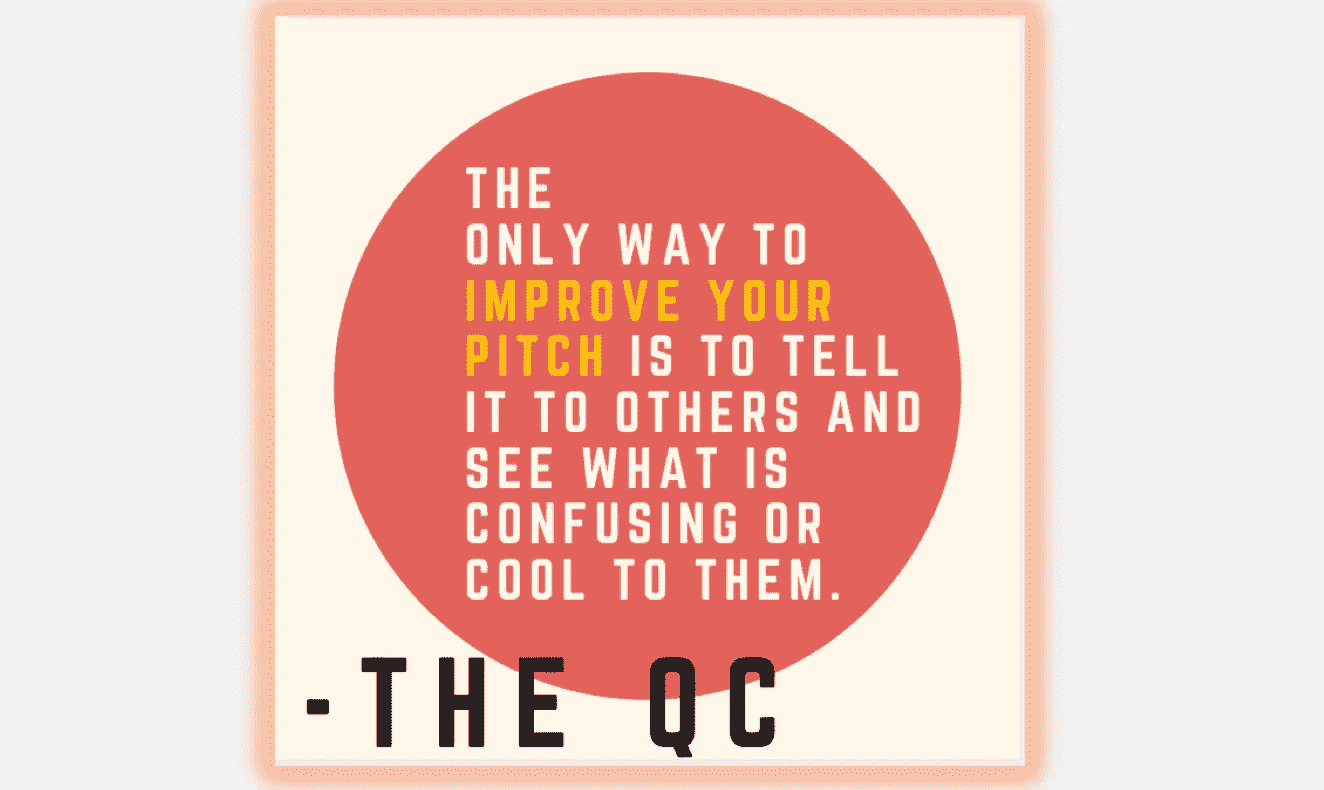 THE
ONLY WAY TO
IMPROVE YOUR
PITCH IS TO TELL
IT TO OTHERS AND
SEE WHAT IS
CONFUSING OR
COOL TO THEM.
-THE QC